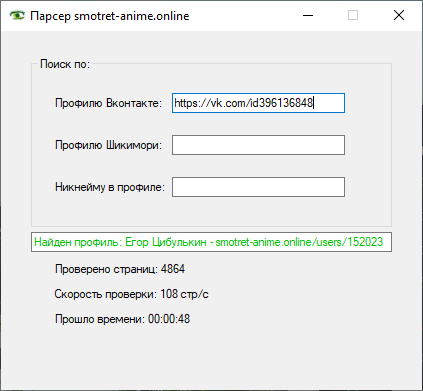 Парсер smotret-anime.online
Поиск по:
Профилю Вконтакте: https://vk.com/id396136848
Профилю Шикимори:
Никнейму в профиле:
Найден профиль: Егор Цибулькин - smotret-anime.online/users/152023
Проверено страниц: 4864
Скорость проверки: 108 стр/с
Прошло времени: 00:00:48